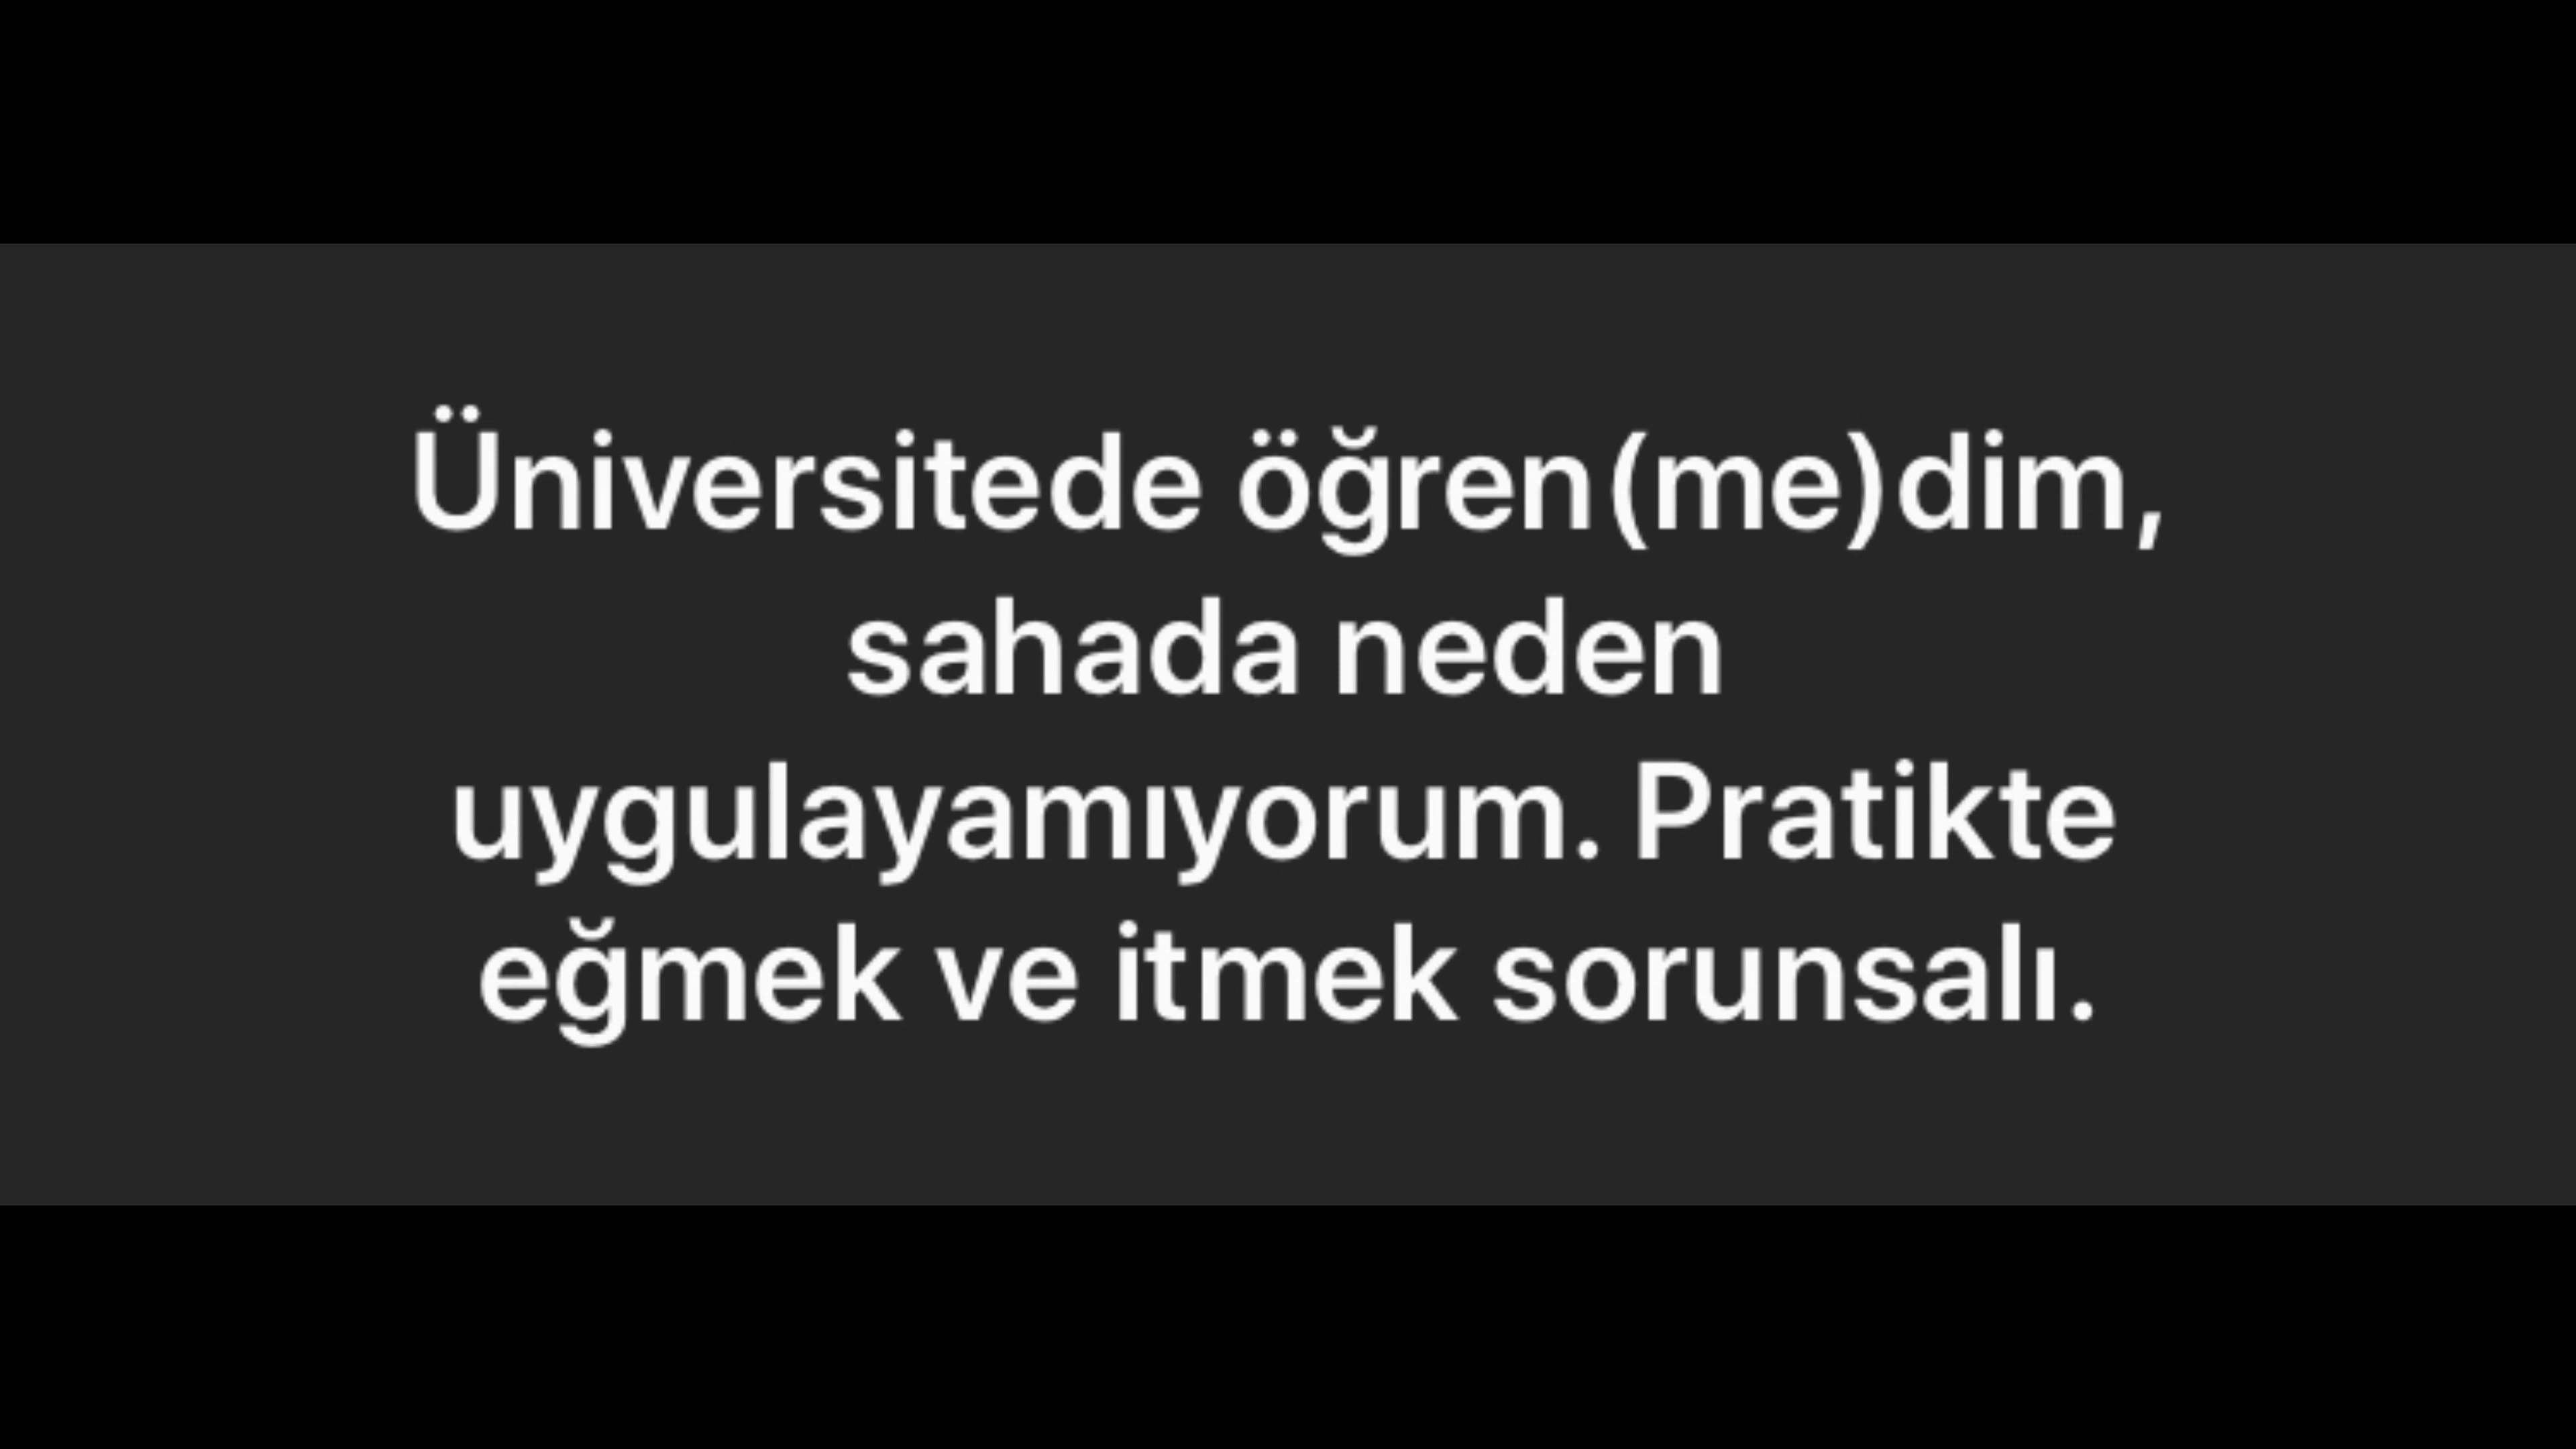 Üniversitede öğren(me)dim,
sahada neden
uygulayamıyorum. Pratikte
eğmek ve itmek sorunsalı.